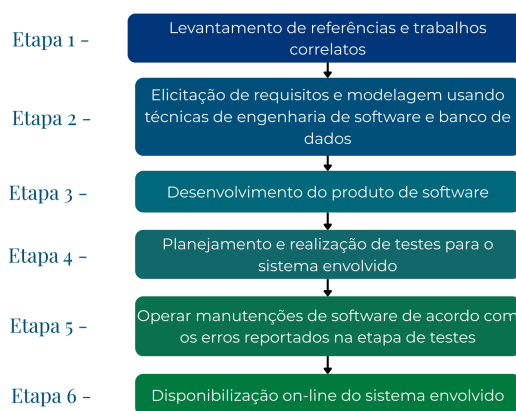 Etapa 1 -
Levantamento de referências e trabalhos
correlatos
Etapa 2 -
Elicitação de requisitos e modelagem usando
técnicas de engenharia de software e banco de
dados
Etapa 3 -
Desenvolvimento do produto de software
Etapa 4 -
Planejamento e realização de testes para o
sistema envolvido
Etapa 5 -
Operar manutenções de software de acordo com
os erros reportados na etapa de testes
Etapa 6 -
Disponibilização on-line do sistema envolvido